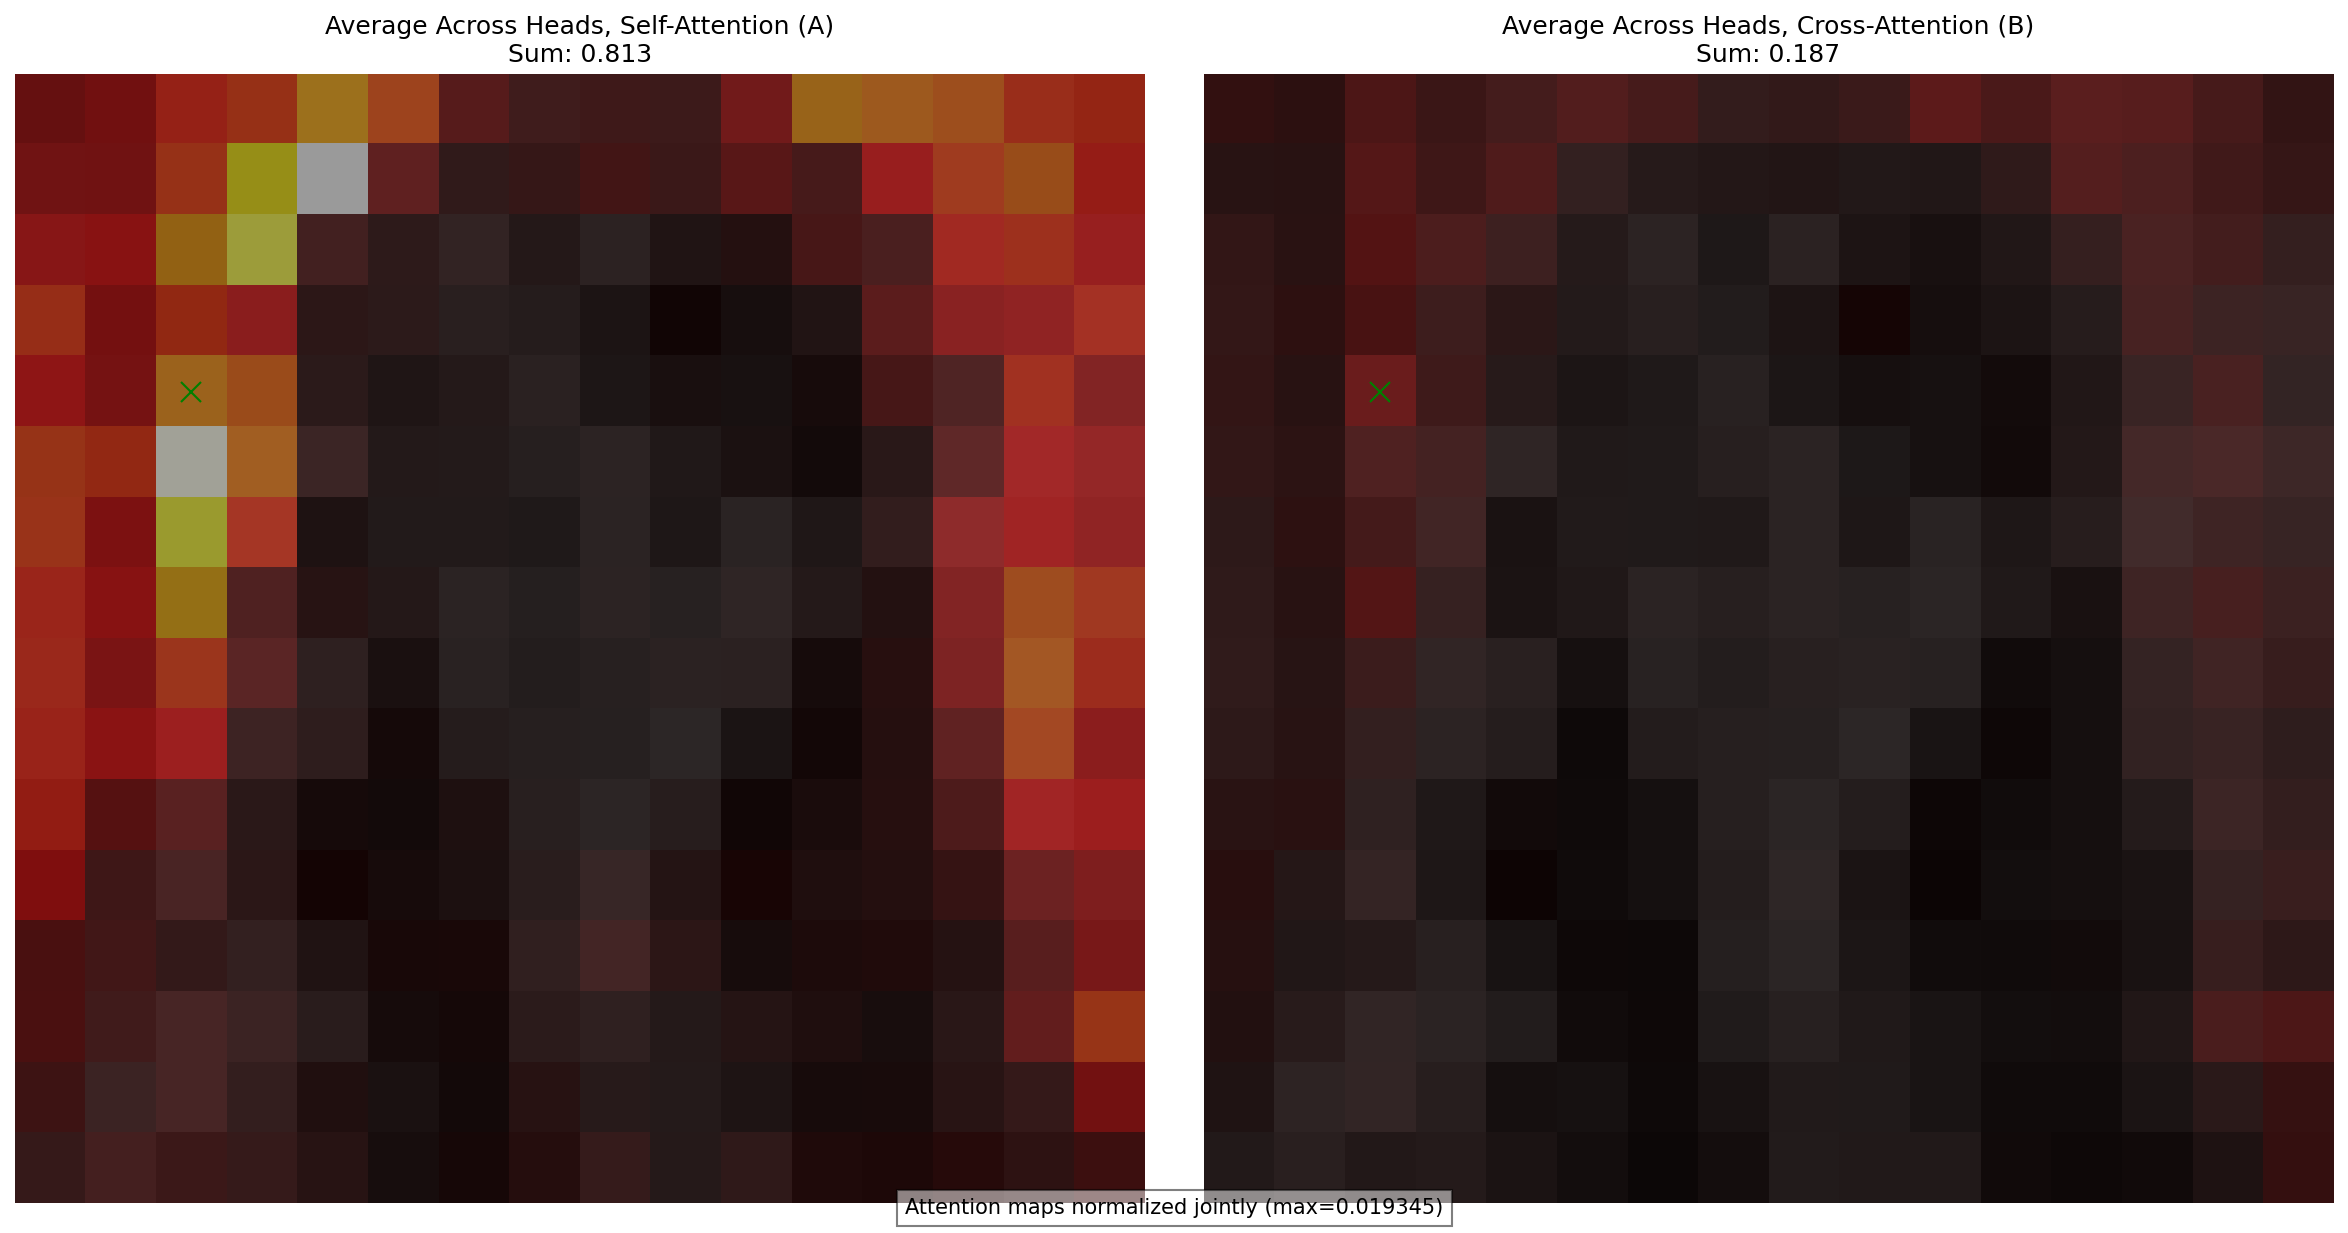 Average Across Heads, Self-Attention (A)
Sum: 0.813
Average Across Heads, Cross-Attention (B)
Sum: 0.187
Attention maps normalized jointly (max=0.019345)